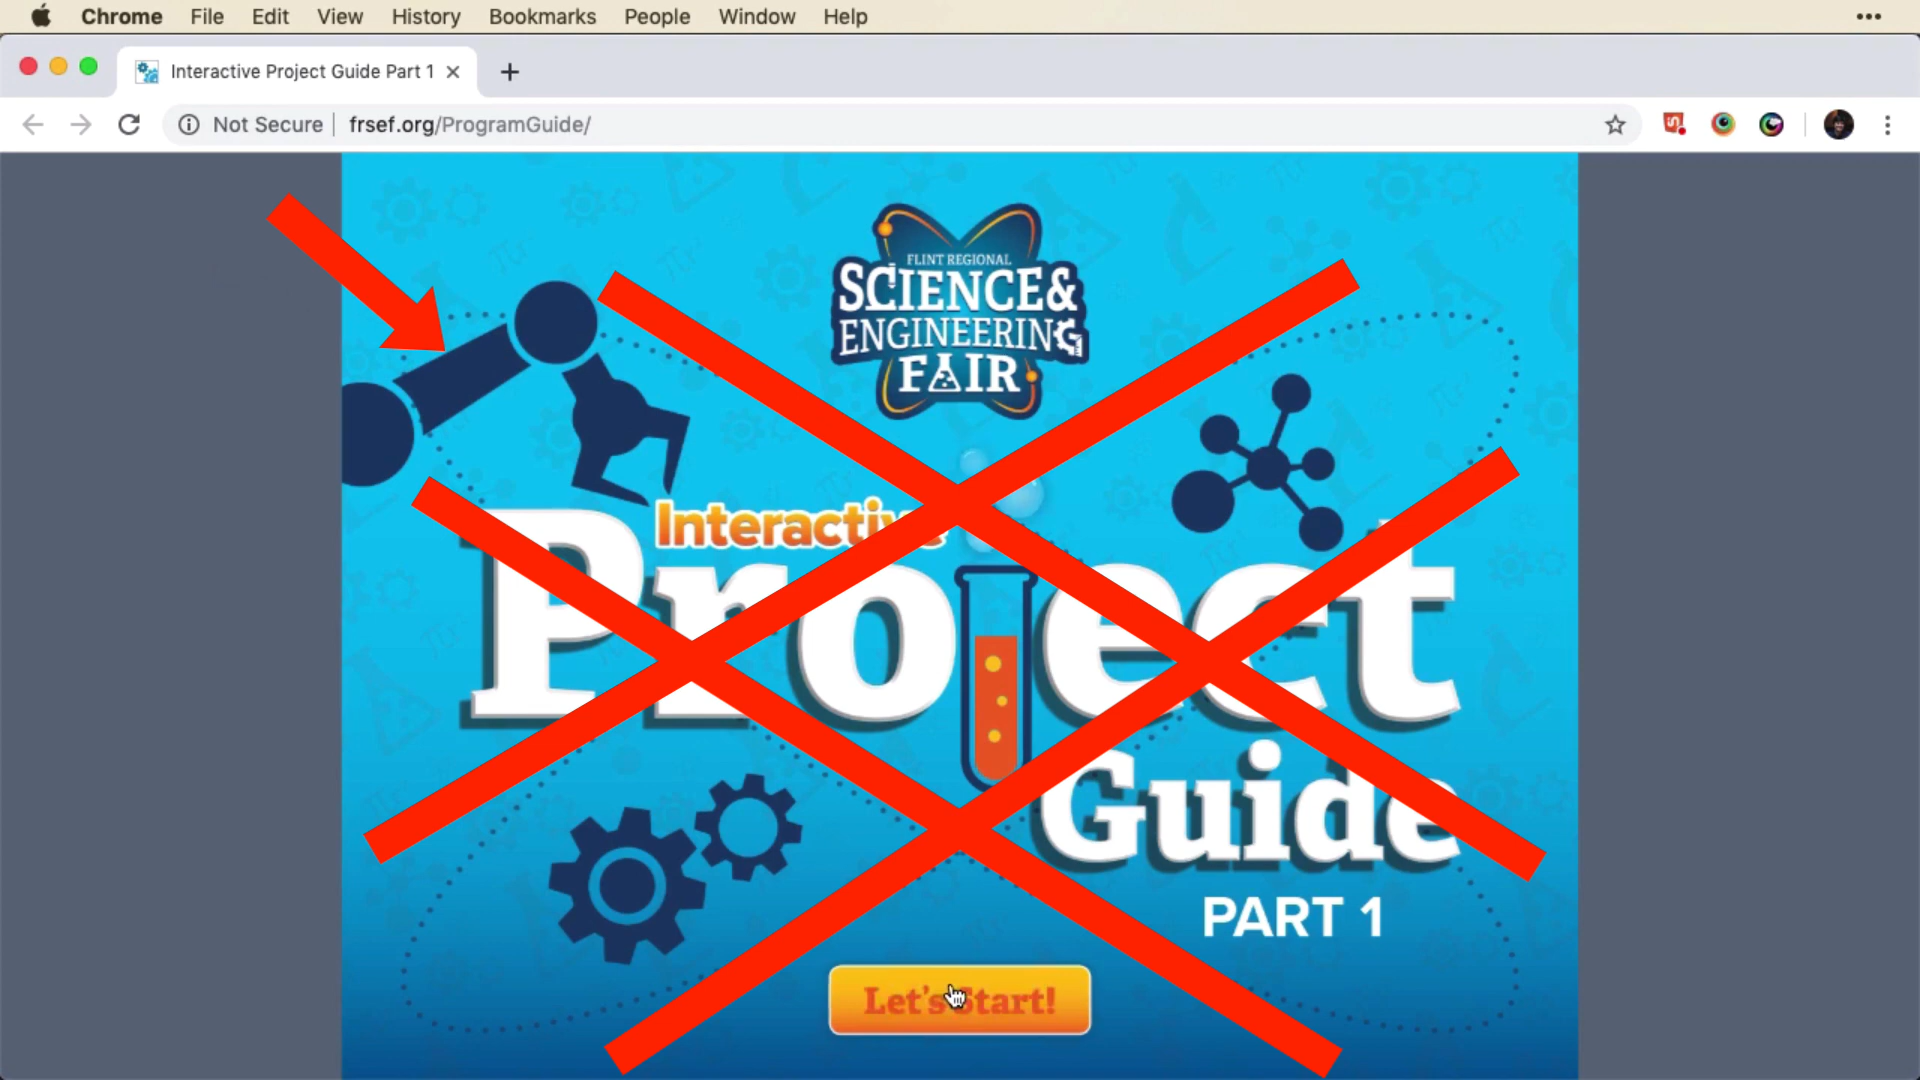 Chrome File Edit View History Bookmarks People Window Help
Interactive Project Guide Part 1
Not Secure frsef.org/ProgramGuide/
FLINT REGIONAL
SCIENCE&
ENGINEERING
FAIR
Interactive
Project
Guide
PART 1
Let's Start!